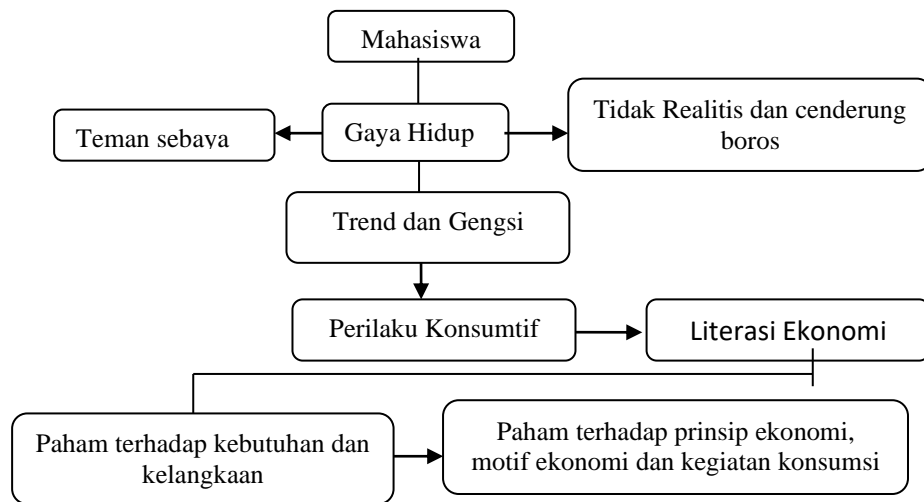 Mahasiswa
Teman sebaya
Gaya Hidup
Tidak Realitis dan cenderung
boros
Trend dan Gengsi
Perilaku Konsumtif
Literasi Ekonomi
Paham terhadap kebutuhan dan
kelangkaan
Paham terhadap prinsip ekonomi,
motif ekonomi dan kegiatan konsumsi